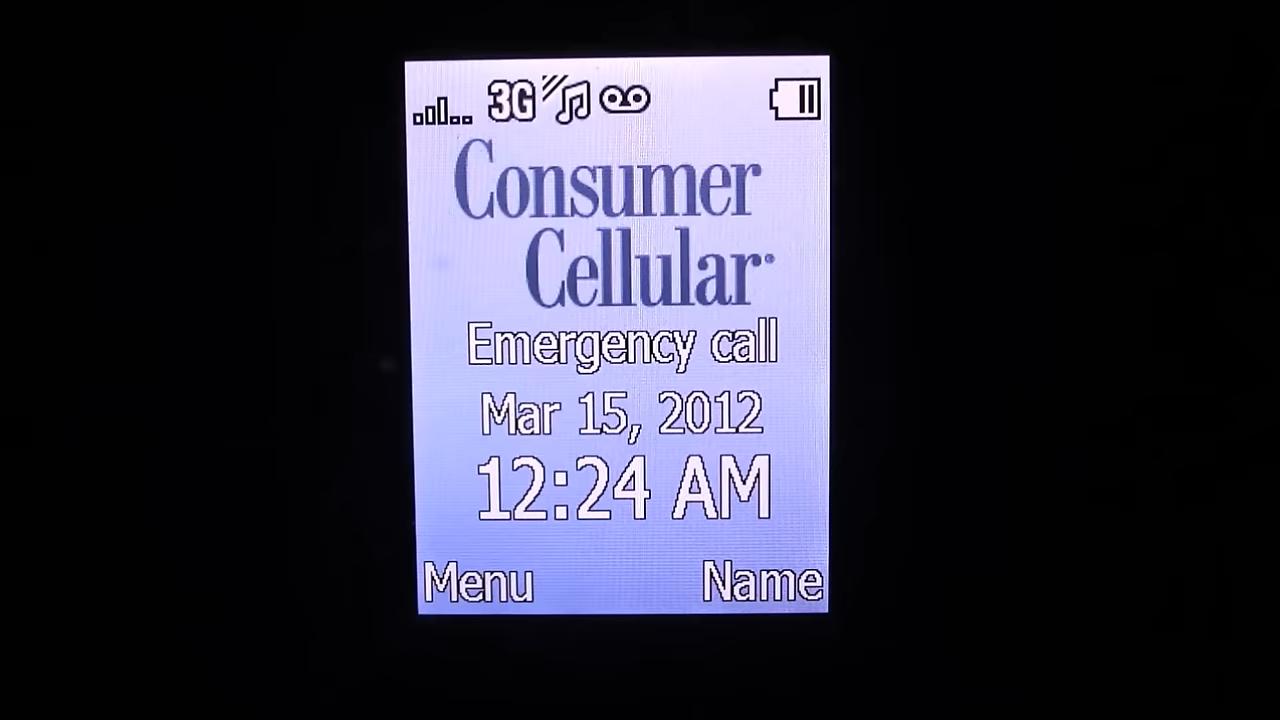 3G
Consumer
Cellular
Emergency call
Mar 15, 2012
12:24 AM
Menu Name